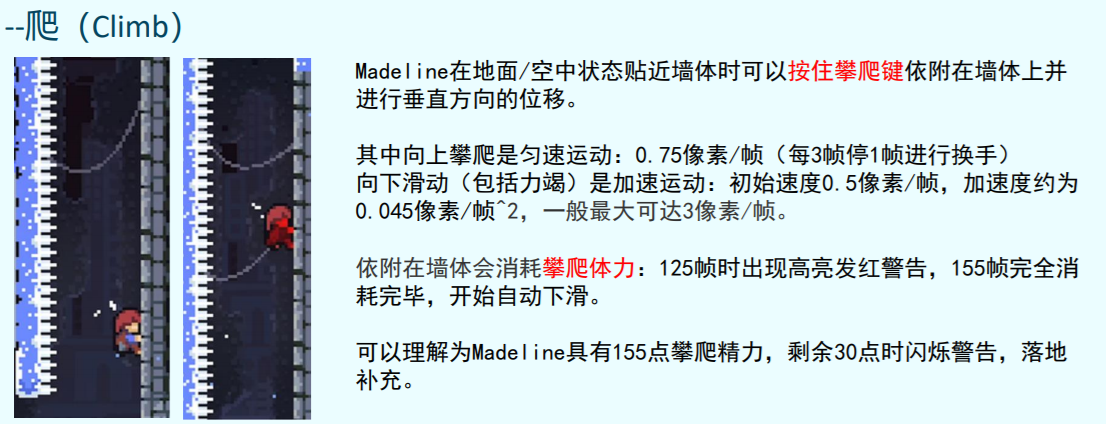 --爬（Climb）
Madeline在地面/空中状态贴近墙体时可以按住攀爬键依附在墙体上并
进行垂直方向的位移。
其中向上攀爬是匀速运动：0.75像素/帧（每3帧停1帧进行换手）
向下滑动（包括力竭）是加速运动：初始速度0.5像素/帧，加速度约为
0.045像素/帧^2，一般最大可达3像素/帧。
依附在墙体会消耗攀爬体力：125帧时出现高亮发红警告，155帧完全消
耗完毕，开始自动下滑。
可以理解为Madeline具有155点攀爬精力，剩余30点时闪烁警告，落地
补充。